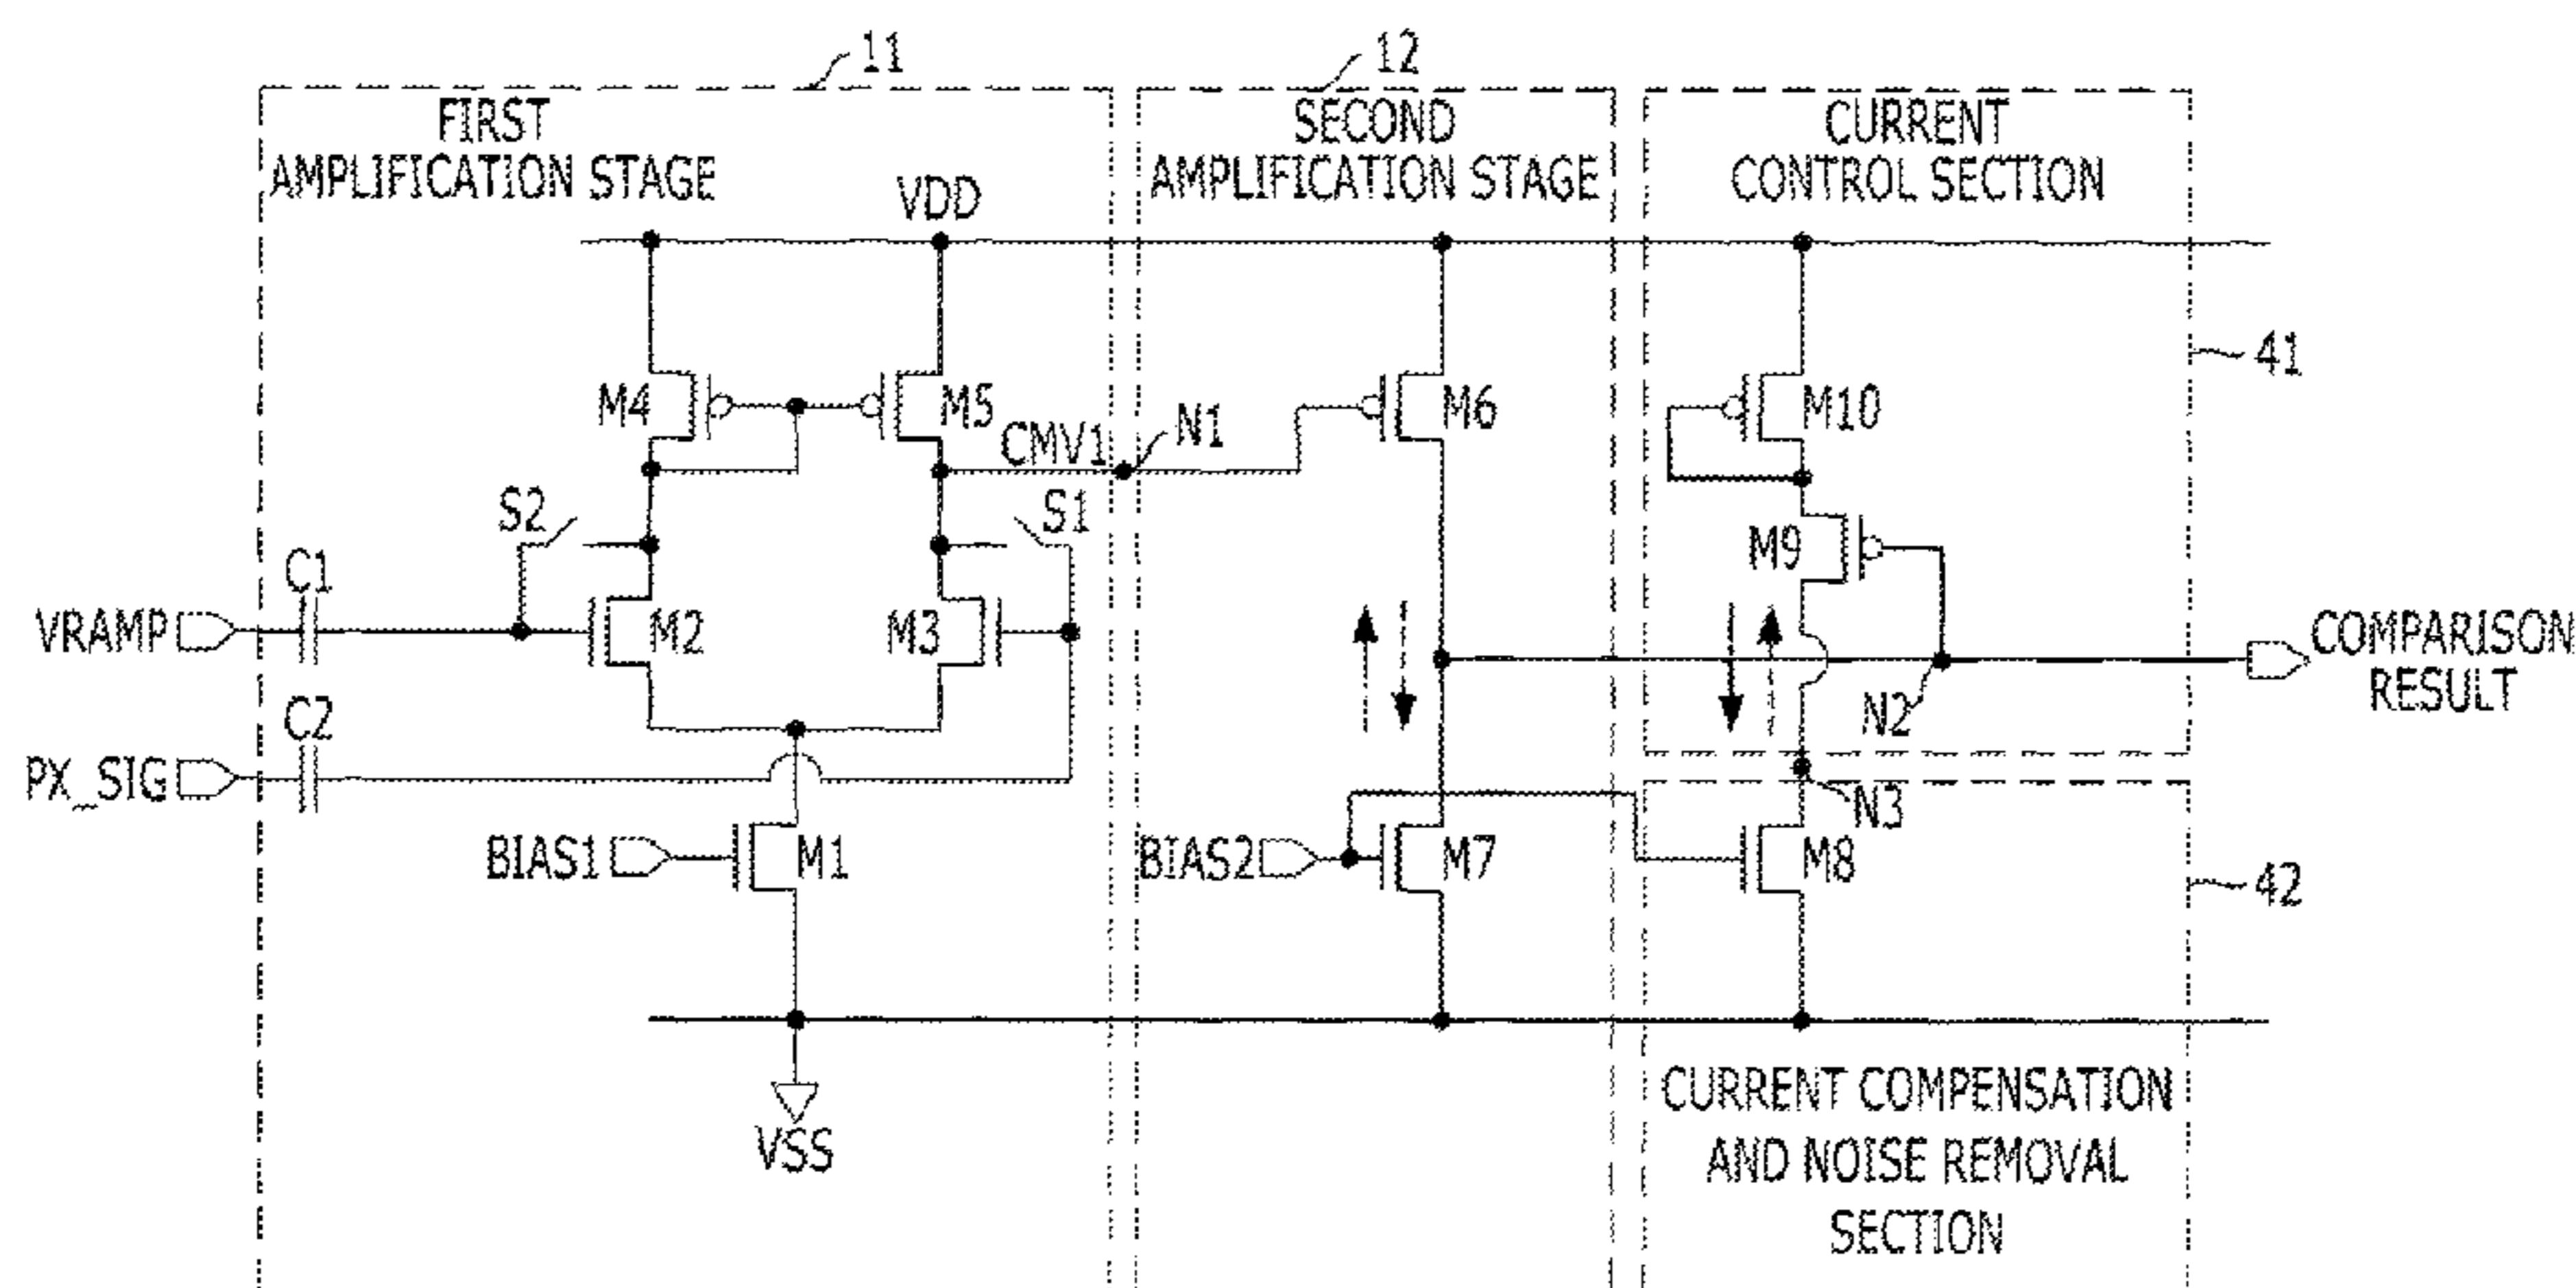 11
12
FIRST
AMPLIFICATION STAGE
SECOND
AMPLIFICATION STAGE
CURRENT
CONTROL SECTION
VDD
41
M4
M5
CMV1
N1
M6
M10
S2
S1
M9
C1
VRAMP
M2
M3
COMPARISON
RESULT
N2
C2
PX_SIG
N3
BIAS1
M1
BIAS2
M7
M8
42
VSS
CURRENT COMPENSATION
AND NOISE REMOVAL
SECTION